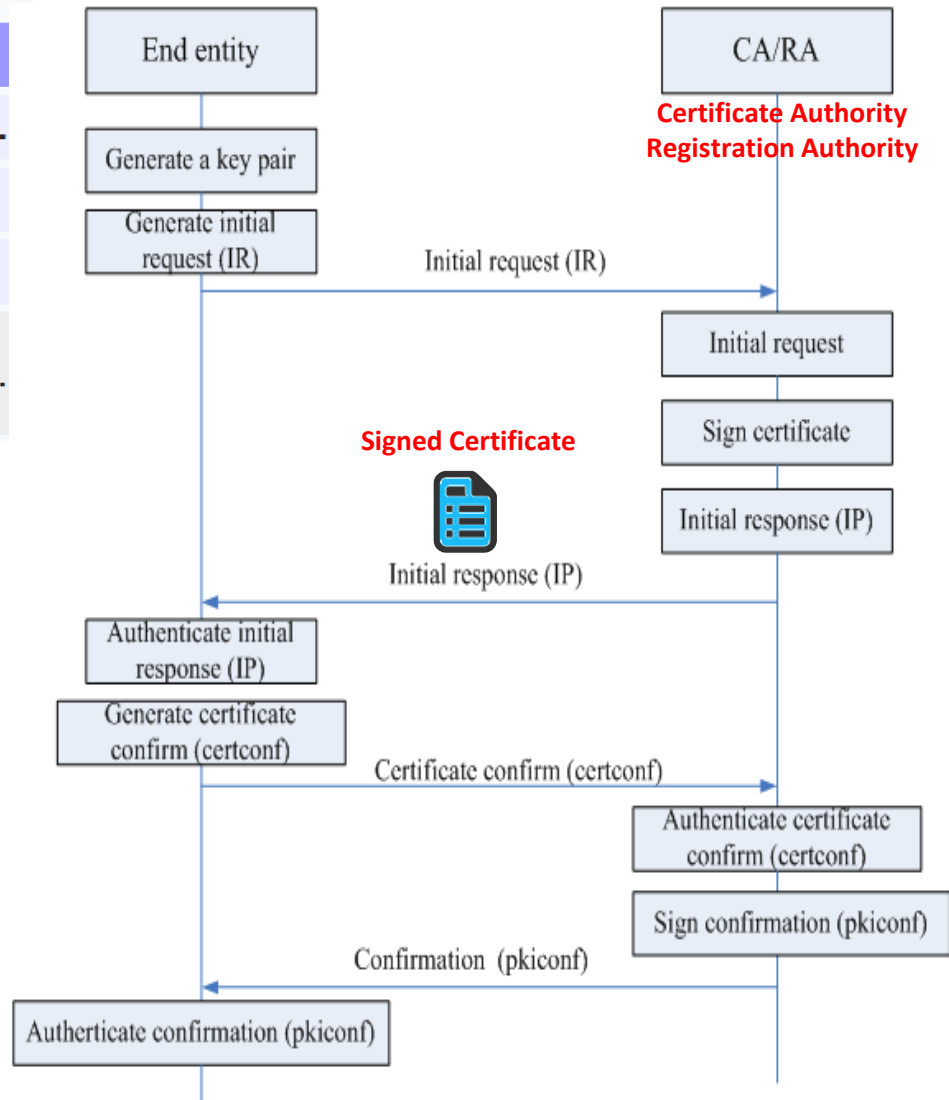 End entity
CA/RA
Certificate Authority
Registration Authority
Generate a key pair
Generate initial
request (IR)
Initial request (IR)
Initial request
Sign certificate
Signed Certificate
Initial response (IP)
Initial response (IP)
Authenticate initial
response (IP)
Generate certificate
confirm (certconf)
Certificate confirm (certconf)
Authenticate certificate
confirm (certconf)
Sign confirmation (pkiconf)
Confirmation (pkiconf)
Autherticate confirmation (pkiconf)